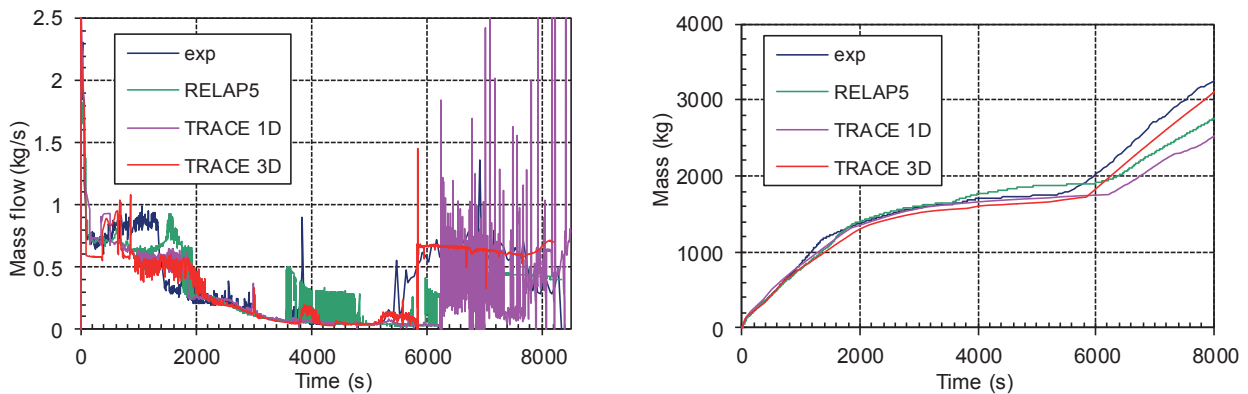 Mass flow (kg/s)
2.5
2
1.5
1
0.5
0
exp
RELAP5
TRACE 1D
TRACE 3D
0 2000 4000 6000 8000
Time (s)
Mass (kg)
4000
3000
2000
1000
0
exp
RELAP5
TRACE 1D
TRACE 3D
0 2000 4000 6000 8000
Time (s)